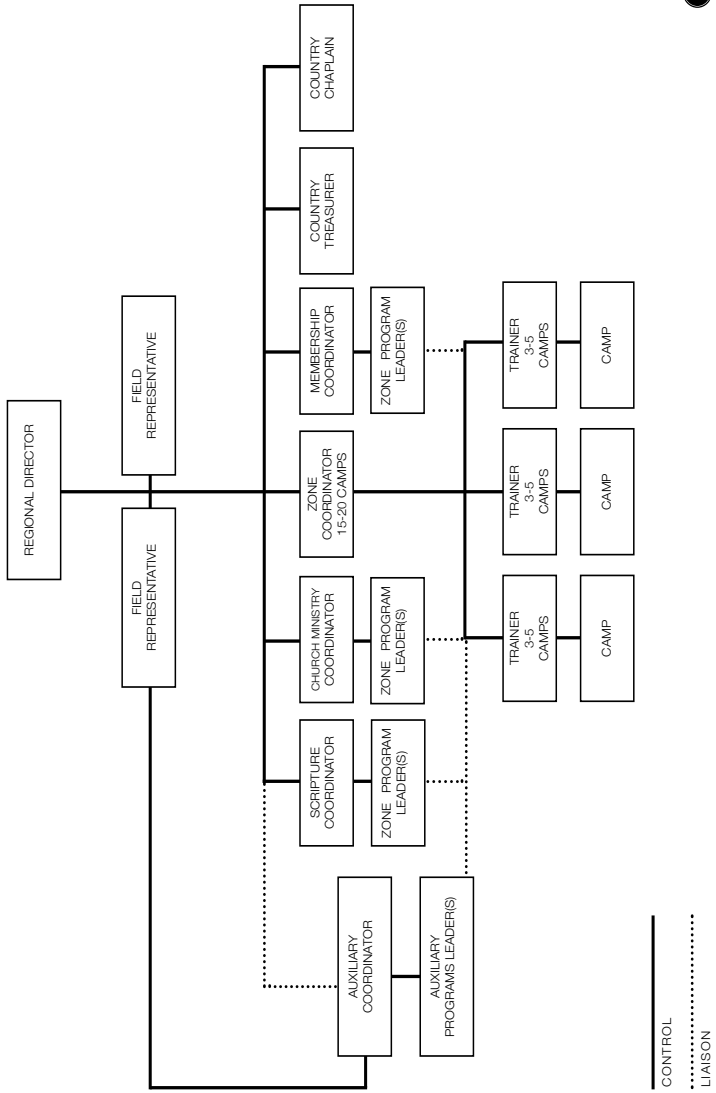 REGIONAL DIRECTOR
FIELD
REPRESENTATIVE
FIELD
REPRESENTATIVE
AUXILIARY
COORDINATOR
AUXILIARY
PROGRAMS LEADER(S)
SCRIPTURE
COORDINATOR
ZONE PROGRAM
LEADER(S)
CHURCH MINISTRY
COORDINATOR
ZONE PROGRAM
LEADER(S)
ZONE
COORDINATOR
15-20 CAMPS
MEMBERSHIP
COORDINATOR
ZONE PROGRAM
LEADER(S)
COUNTRY
TREASURER
COUNTRY
CHAPLAIN
TRAINER
3-5
CAMPS
CAMP
TRAINER
3-5
CAMPS
CAMP
TRAINER
3-5
CAMPS
CAMP
CONTROL
LIAISON